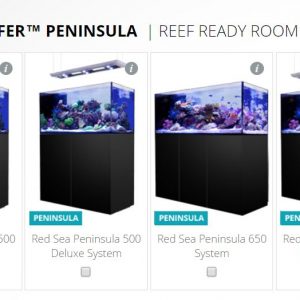 FER™ PENINSULA | REEF READY ROOM
PENINSULA
PENINSULA
PENINSULA
500
Red Sea Peninsula 500
Deluxe System
Red Sea Peninsula 650
System
Red